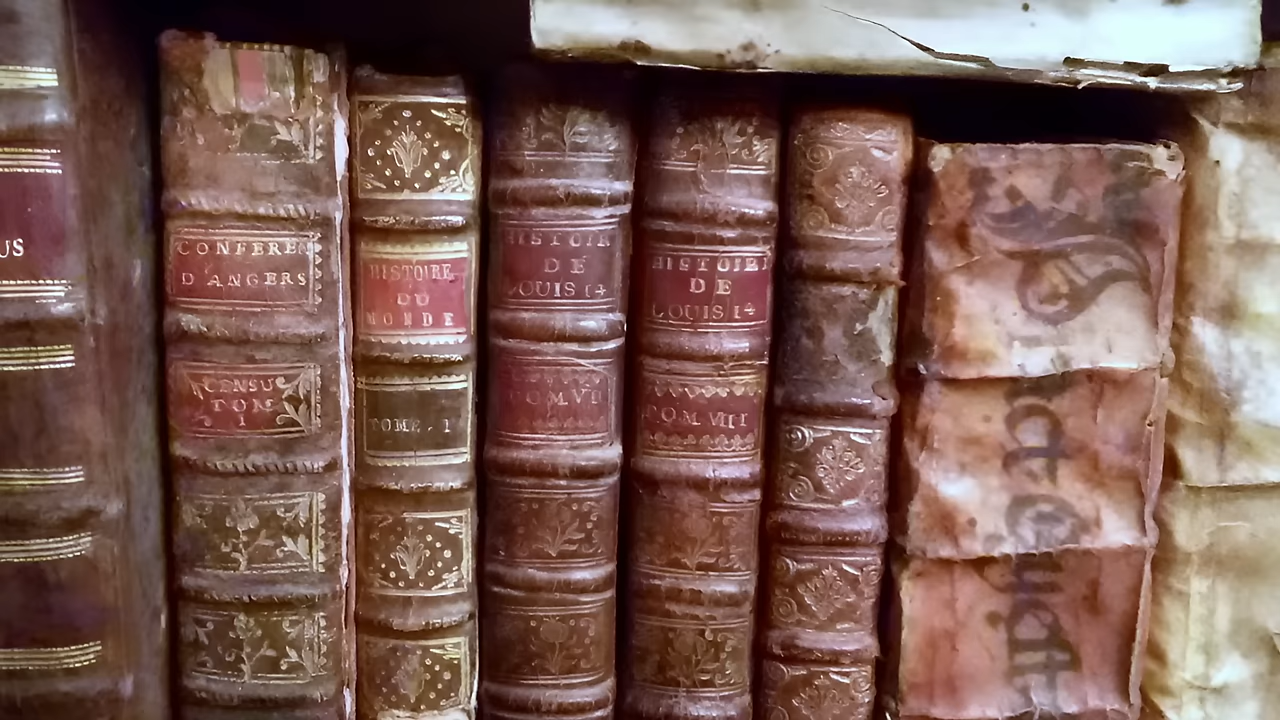 US
CONFEREN
D'ANGERS
CENSU
TOM
I
HISTOIRE
DU
MONDE
TOME. I
HISTOIR
DE
LOUIS 14
TOM VII
HISTOIRE
DE
LOUIS 14
TOM VIII